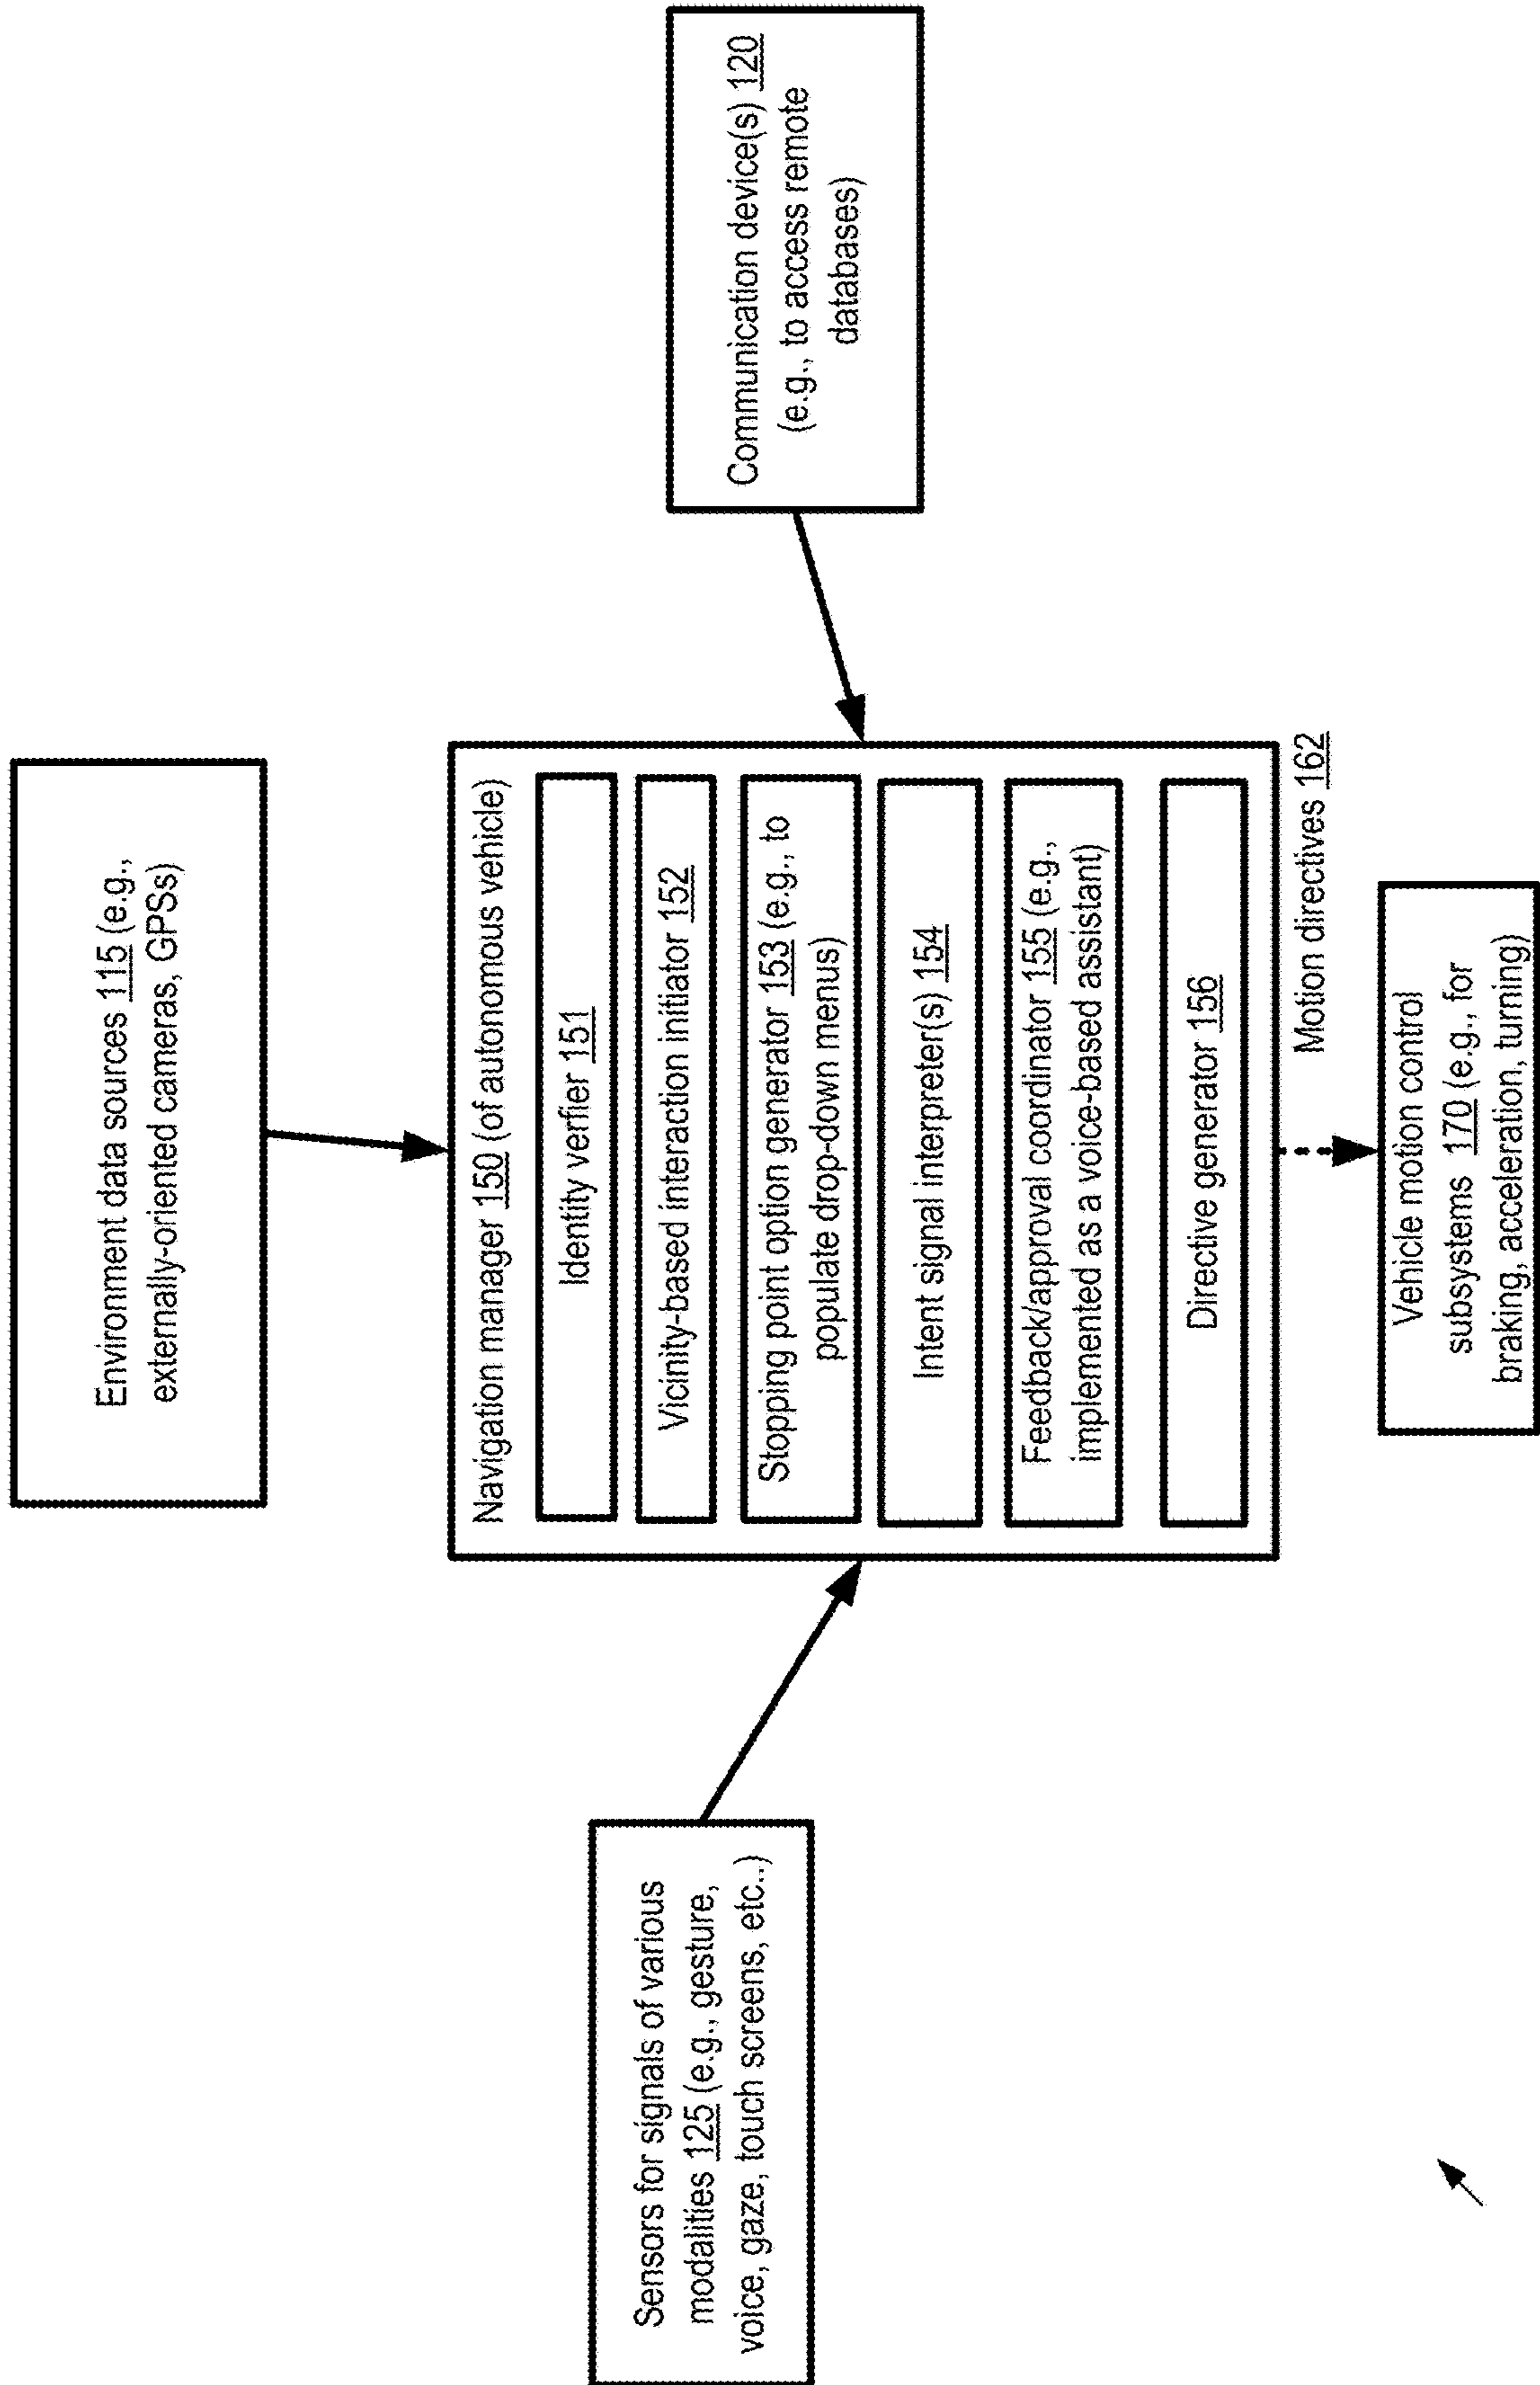 Environment data sources 115 (e.g.,
externally-oriented cameras, GPSs)
Sensors for signals of various
modalities 125 (e.g., gesture,
voice, gaze, touch screens, etc..)
Communication device(s) 120
(e.g., to access remote
databases)
Navigation manager 150 (of autonomous vehicle)
Identity verfier 151
Vicinity-based interaction initiator 152
Stopping point option generator 153 (e.g., to
populate drop-down menus)
Intent signal interpreter(s) 154
Feedback/approval coordinator 155 (e.g.,
implemented as a voice-based assistant)
Directive generator 156
Motion directives 162
Vehicle motion control
subsystems 170 (e.g., for
braking, acceleration, turning)